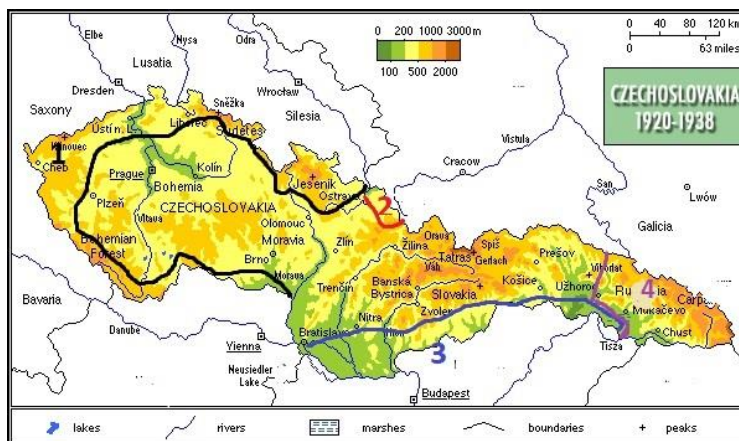 Elbe
Nysa
Odra
0 200 1000 3000m
100 500 2000
0 40 80 120 km
63 miles
CZECHOSLOVAKIA
1920-1938
Lusatia
Dresden
Wrocław
Saxony
Silesia
Sněžka
Liberec
Ústí n. L.
Sudetes
1
Cheb
Kolín
Jeseník
Prague
Bohemia
Ostrava
2
Vistula
Cracow
San
Lwów
Galicia
Plzeň
Vltava
CZECHOSLOVAKIA
Olomouc
Moravia
Zlín
Bohemian
Forest
Brno
Morava
Orava
Žilina
Tatras
Spiš
Gerlach
Váh
Prešov
Vihorlat
Trenčín
Banská
Bystrica
Slovakia
Košice
Užhorod
4
Mukačevo
Chust
Tisza
Bavaria
Danube
Vienna
Bratislava
Nitra
Zvolen
3
Neusiedler
Lake
Budapest
lakes rivers marshes boundaries peaks